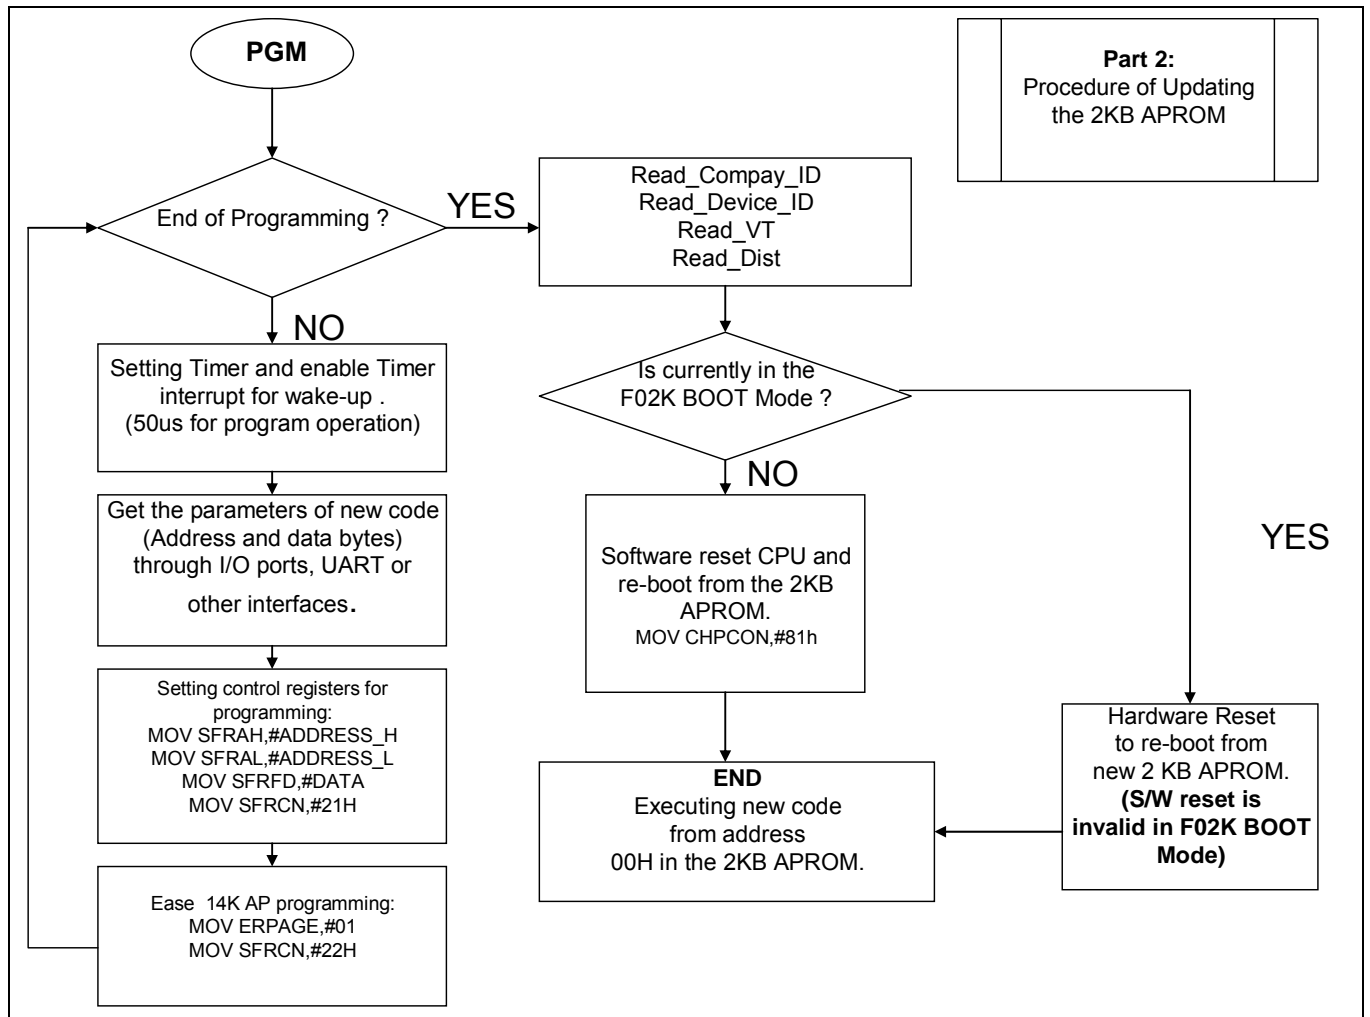 PGM
Part 2:
Procedure of Updating
the 2KB APROM
End of Programming ?
YES
Read_Compay_ID
Read_Device_ID
Read_VT
Read_Dist
NO
Setting Timer and enable Timer
interrupt for wake-up .
(50us for program operation)
Is currently in the
F02K BOOT Mode ?
NO
YES
Get the parameters of new code
(Address and data bytes)
through I/O ports, UART or
other interfaces.
Software reset CPU and
re-boot from the 2KB
APROM.
MOV CHPCON,#81h
Setting control registers for
programming:
MOV SFRAH,#ADDRESS_H
MOV SFRAL,#ADDRESS_L
MOV SFRFD,#DATA
MOV SFRCN,#21H
Hardware Reset
to re-boot from
new 2 KB APROM.
(S/W reset is
invalid in F02K BOOT
Mode)
END
Executing new code
from address
00H in the 2KB APROM.
Ease  14K AP programming:
MOV ERPAGE,#01
MOV SFRCN,#22H